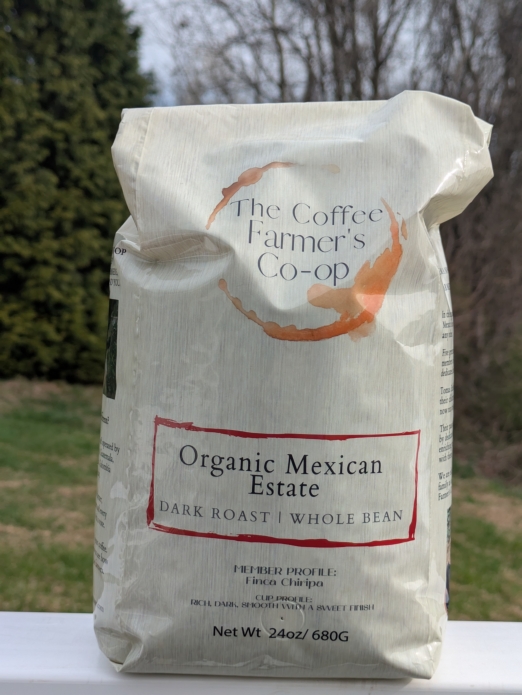 The Coffee
Farmer's
Co-op
Organic Mexican
Estate
DARK ROAST | WHOLE BEAN
MEMBER PROFILE:
Finca Chiripa
CUP PROFILE:
RICH, DARK, SMOOTH WITH A SWEET FINISH
Net Wt 24oz/ 680G
OP